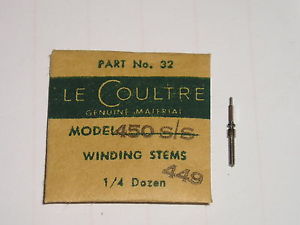 PART No. 32
LE COULTRE
GENUINE MATERIAL
MODEL 450 S/S
WINDING STEMS
449
1/4 Dozen